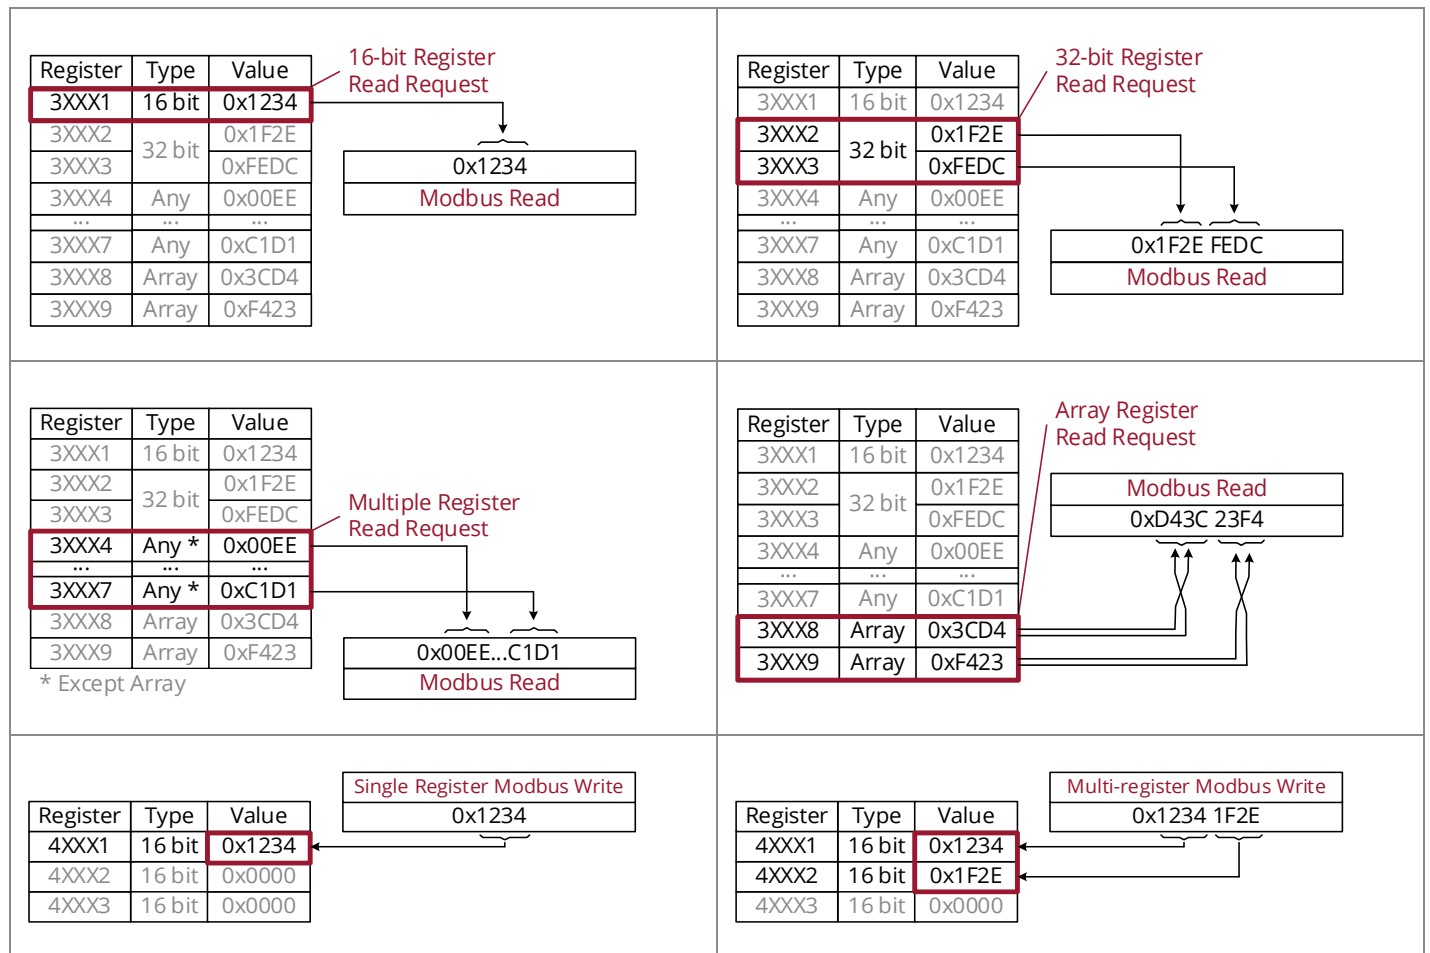 16-bit Register
Read Request
Register Type Value
3XXX1 16 bit 0x1234
3XXX2 32 bit 0x1F2E
3XXX3 0xFEDC
3XXX4 Any 0x00EE
... ... ...
3XXX7 Any 0xC1D1
3XXX8 Array 0x3CD4
3XXX9 Array 0xF423
0x1234
Modbus Read
32-bit Register
Read Request
Register Type Value
3XXX1 16 bit 0x1234
3XXX2 32 bit 0x1F2E
3XXX3 0xFEDC
3XXX4 Any 0x00EE
... ... ...
3XXX7 Any 0xC1D1
3XXX8 Array 0x3CD4
3XXX9 Array 0xF423
0x1F2E FEDC
Modbus Read
Register Type Value
3XXX1 16 bit 0x1234
3XXX2 32 bit 0x1F2E
3XXX3 0xFEDC
3XXX4 Any * 0x00EE
... ... ...
3XXX7 Any * 0xC1D1
3XXX8 Array 0x3CD4
3XXX9 Array 0xF423
* Except Array
Multiple Register
Read Request
0x00EE...C1D1
Modbus Read
Array Register
Read Request
Register Type Value
3XXX1 16 bit 0x1234
3XXX2 32 bit 0x1F2E
3XXX3 0xFEDC
3XXX4 Any 0x00EE
... ... ...
3XXX7 Any 0xC1D1
3XXX8 Array 0x3CD4
3XXX9 Array 0xF423
Modbus Read
0xD43C 23F4
Single Register Modbus Write
0x1234
Register Type Value
4XXX1 16 bit 0x1234
4XXX2 16 bit 0x0000
4XXX3 16 bit 0x0000
Multi-register Modbus Write
0x1234 1F2E
Register Type Value
4XXX1 16 bit 0x1234
4XXX2 16 bit 0x1F2E
4XXX3 16 bit 0x0000